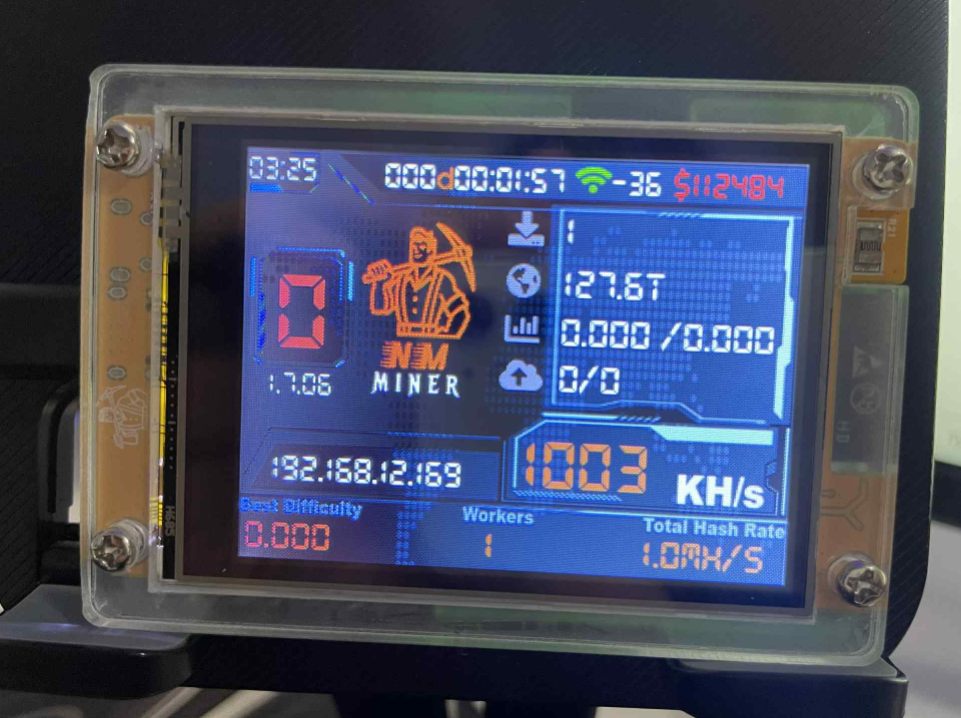 03:25
000d00:01:57 -36 $112484
1
127.6T
0
0.000 /0.000
1.7.06
NM
MINER
0/0
192.168.12.169
1003 KH/s
Best Difficulty
Workers
Total Hash Rate
0.000
1
1.0MH/S